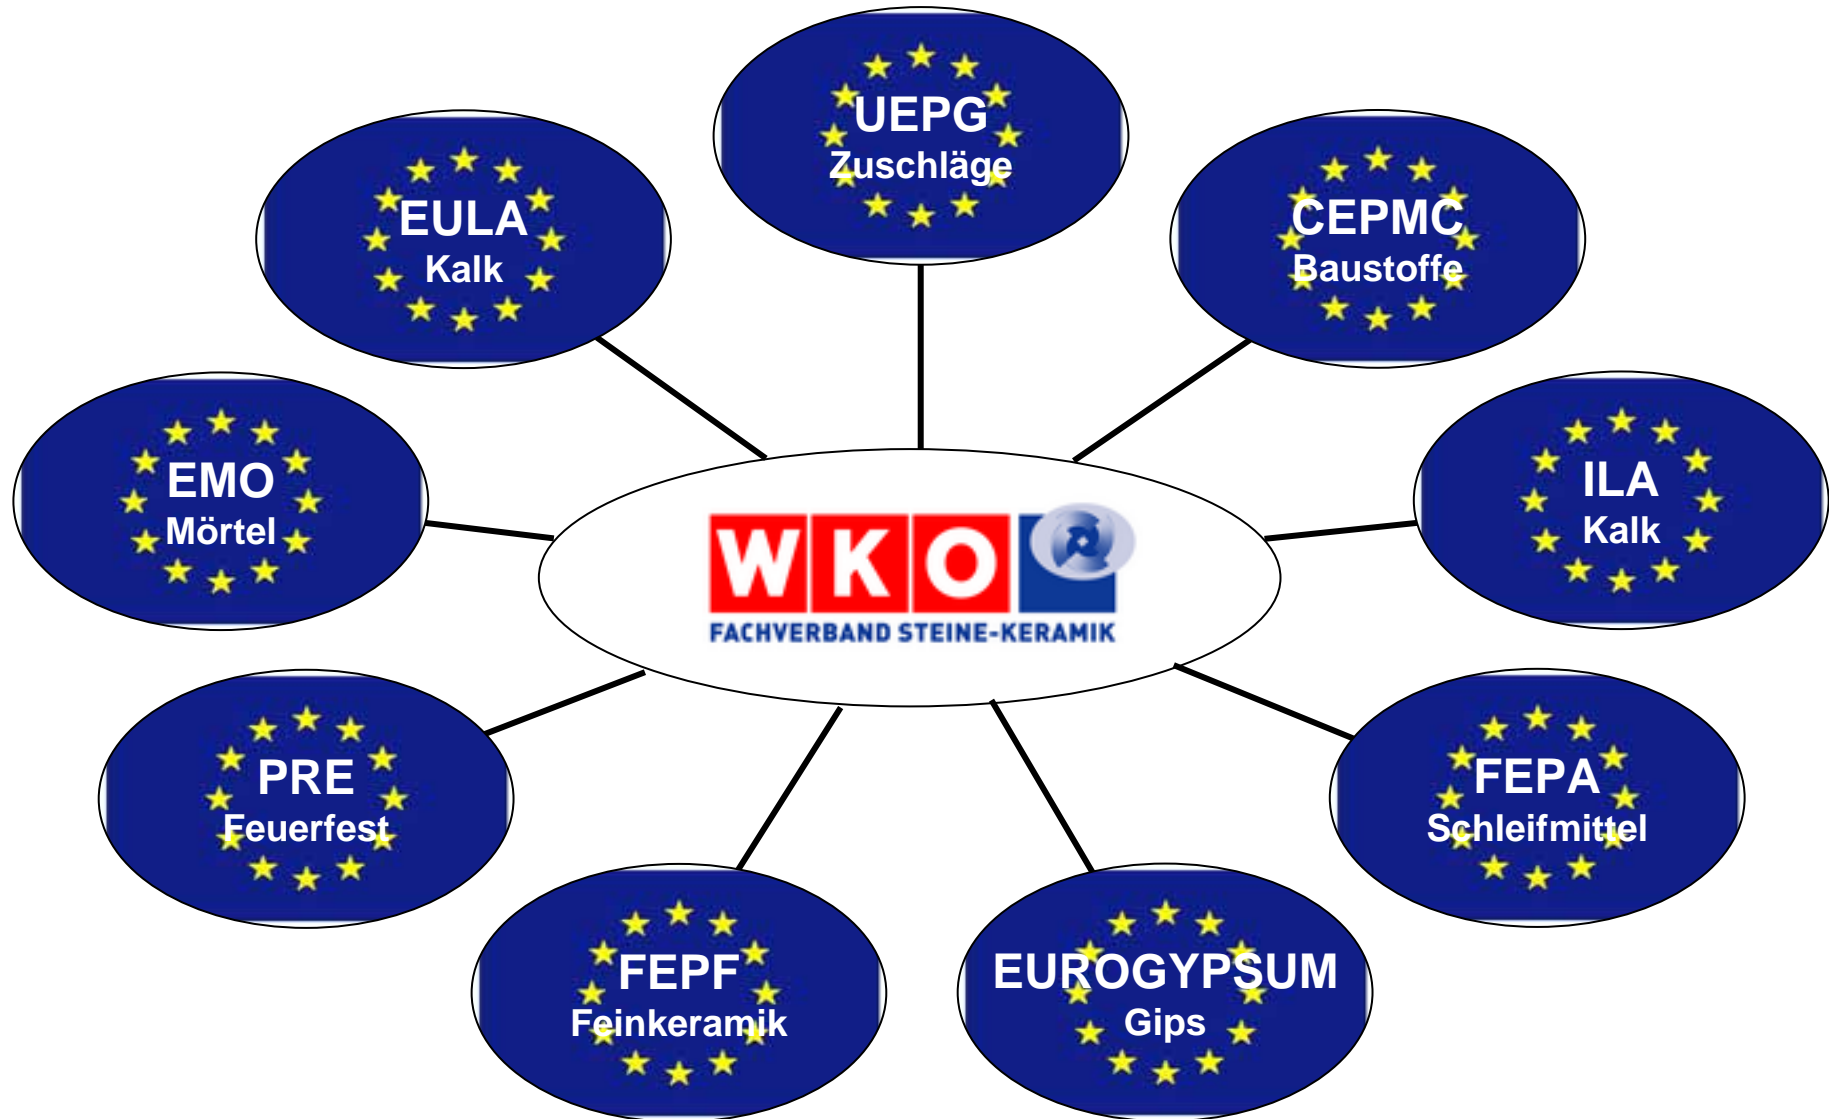 UEPG
Zuschläge
EULA
Kalk
CEPMC
Baustoffe
EMO
Mörtel
ILA
Kalk
WKO
FACHVERBAND STEINE-KERAMIK
PRE
Feuerfest
FEPA
Schleifmittel
FEPF
Feinkeramik
EUROGYPSUM
Gips